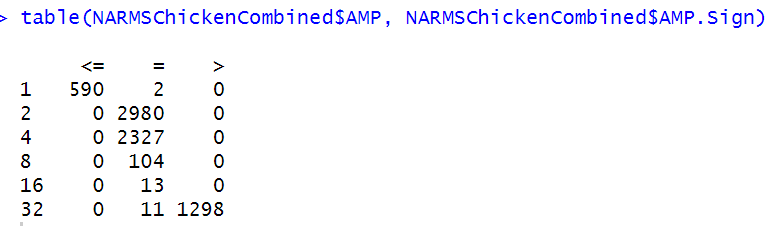 > table(NARMSChickenCombined$AMP, NARMSChickenCombined$AMP.Sign)
<= = >
1 590 2 0
2 0 2980 0
4 0 2327 0
8 0 104 0
16 0 13 0
32 0 11 1298